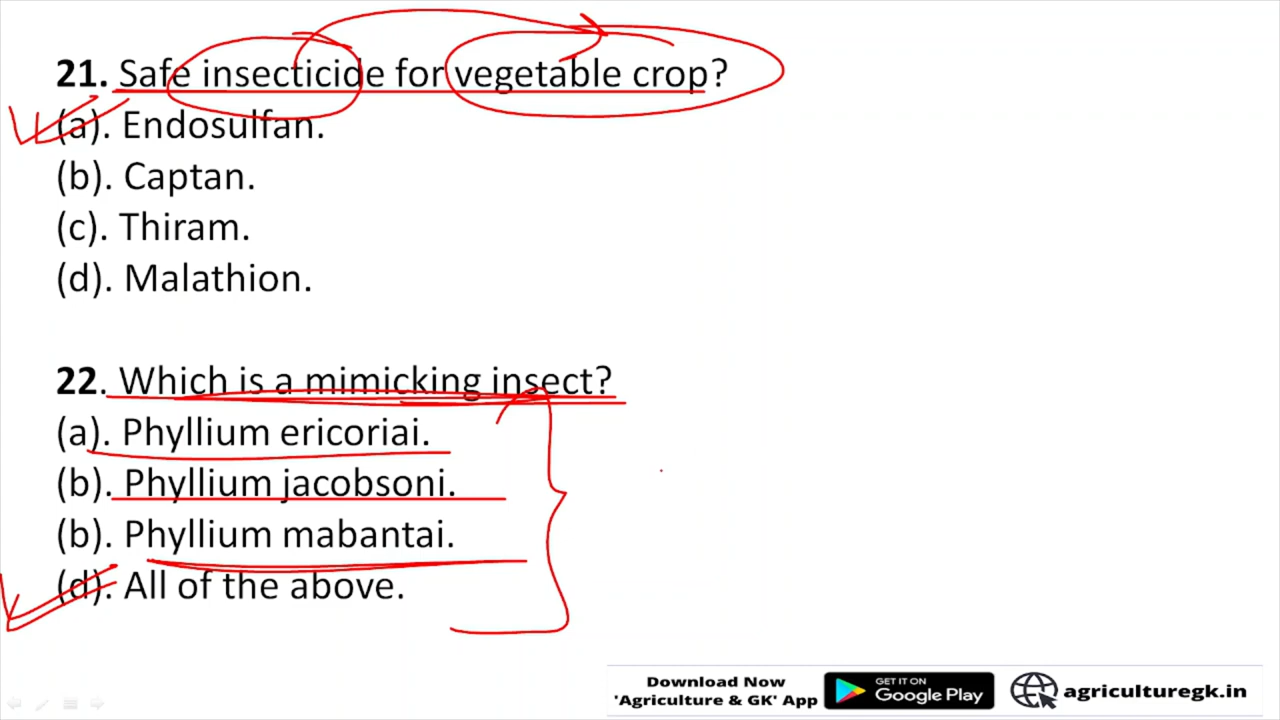 21. Safe insecticide for vegetable crop?
(a). Endosulfan.
(b). Captan.
(c). Thiram.
(d). Malathion.
22. Which is a mimicking insect?
(a). Phyllium ericoriai.
(b). Phyllium jacobsoni.
(b). Phyllium mabantai.
(d). All of the above.
Download Now
'Agriculture & GK' App
GET IT ON
Google Play
agriculturegk.in